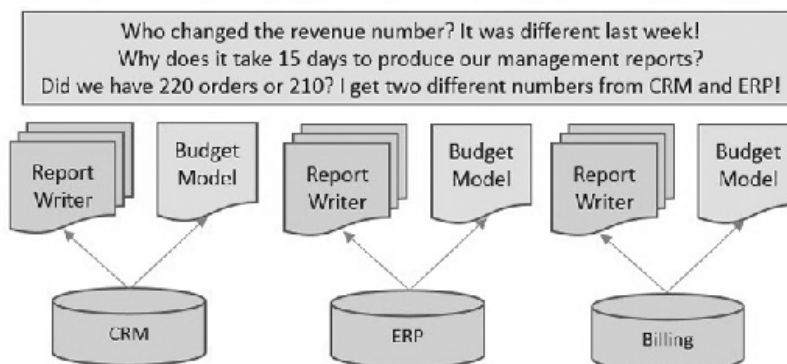 Who changed the revenue number? It was different last week!
Why does it take 15 days to produce our management reports?
Did we have 220 orders or 210? I get two different numbers from CRM and ERP!
Report
Writer
Budget
Model
Report
Writer
Budget
Model
Report
Writer
Budget
Model
CRM
ERP
Billing